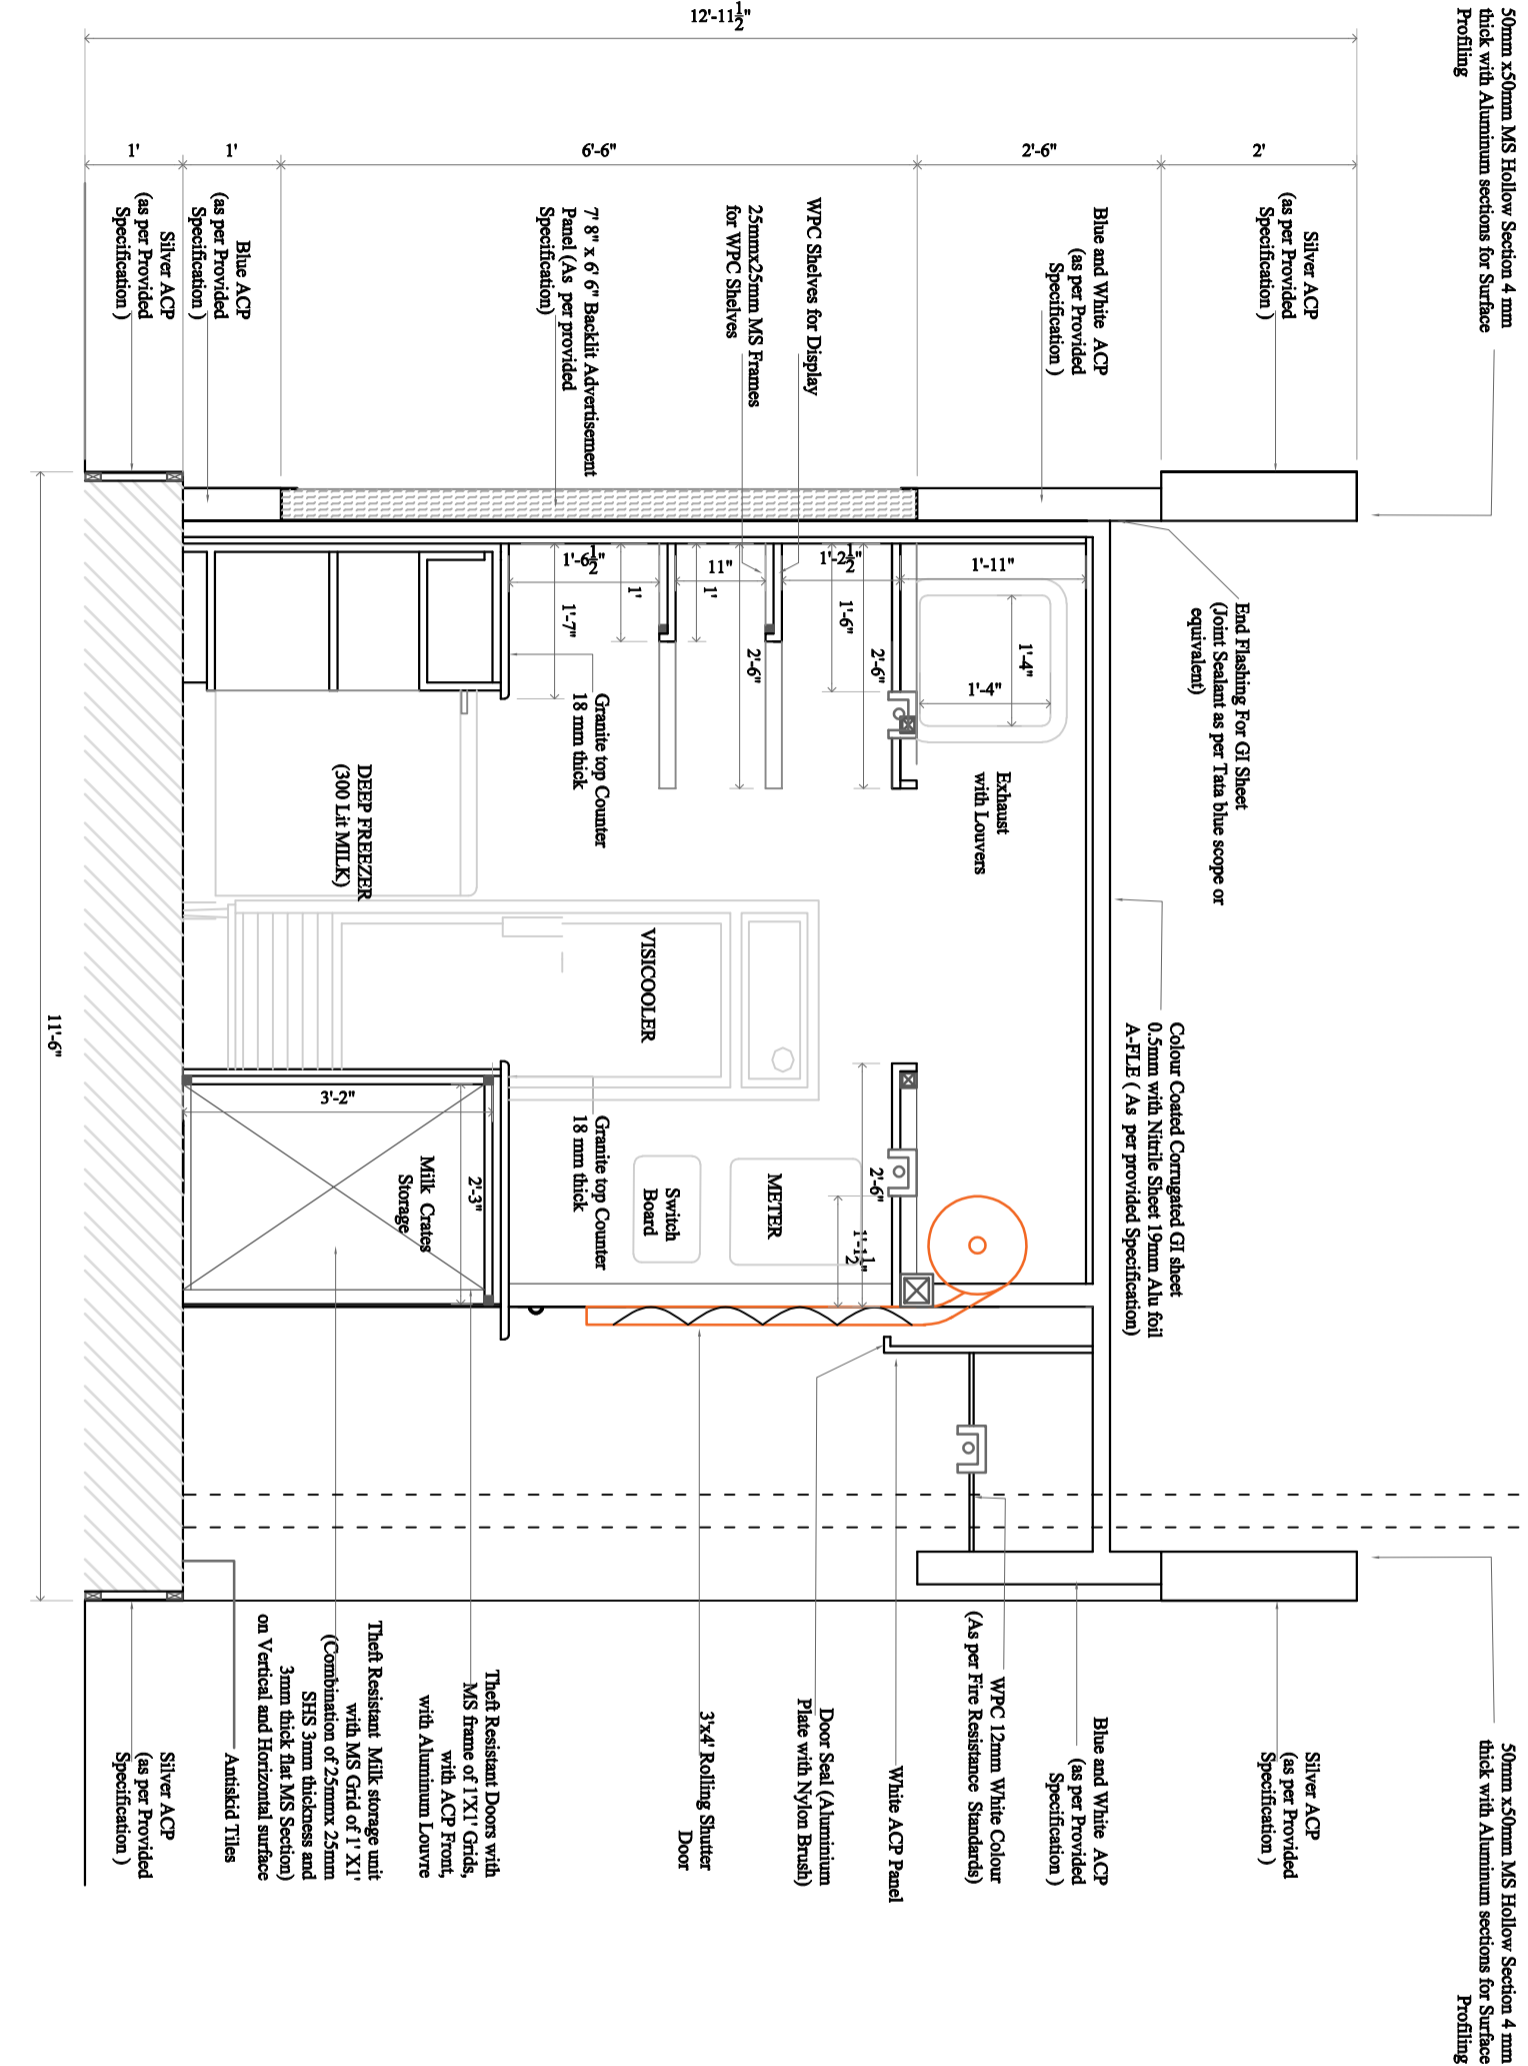 50mm x50mm MS Hollow Section 4 mm
thick with Aluminum sections for Surface
Profiling
50mm x50mm MS Hollow Section 4 mm
thick with Aluminum sections for Surface
Profiling
12'-11 1/2"
2'
2'-6"
6'-6"
1'
1'
Silver ACP
(as per Provided
Specification )
Blue and White ACP
(as per Provided
Specification )
WPC Shelves for Display
25mmx25mm MS Frames
for WPC Shelves
7' 8" x 6' 6" Backlit Advertisement
Panel (As per provided
Specification)
Blue ACP
(as per Provided
Specification )
Silver ACP
(as per Provided
Specification )
End Flashing For GI Sheet
(Joint Sealant as per Tata blue scope or
equivalent)
Colour Coated Corrugated GI sheet
0.5mm with Nitrile Sheet 19mm Alu foil
A-FLE ( As per provided Specification)
1'-11"
1'-4"
1'-4"
Exhaust
with Louvers
1'-2 1/2"
1'-6"
2'-6"
11"
1'
2'-6"
1'-6 1/2"
1'
1'-7"
Granite top Counter
18 mm thick
DEEP FREEZER
(300 Lit MILK)
VISICOOLER
2'-6"
1'-1 1/2"
METER
Switch
Board
Granite top Counter
18 mm thick
3'-2"
2'-3"
Milk Crates
Storage
Silver ACP
(as per Provided
Specification )
Blue and White ACP
(as per Provided
Specification )
WPC 12mm White Colour
(As per Fire Resistance Standards)
White ACP Panel
Door Seal (Aluminium
Plate with Nylon Brush)
3'x4' Rolling Shutter
Door
Theft Resistant Doors with
MS frame of 1'X1' Grids,
with ACP Front,
with Aluminum Louvre
Theft Resistant Milk storage unit
with MS Grid of 1' X1'
(Combination of 25mmx 25mm
SHS 3mm thickness and
3mm thick flat MS Section)
on Vertical and Horizontal surface
Antiskid Tiles
Silver ACP
(as per Provided
Specification )
11'-6"